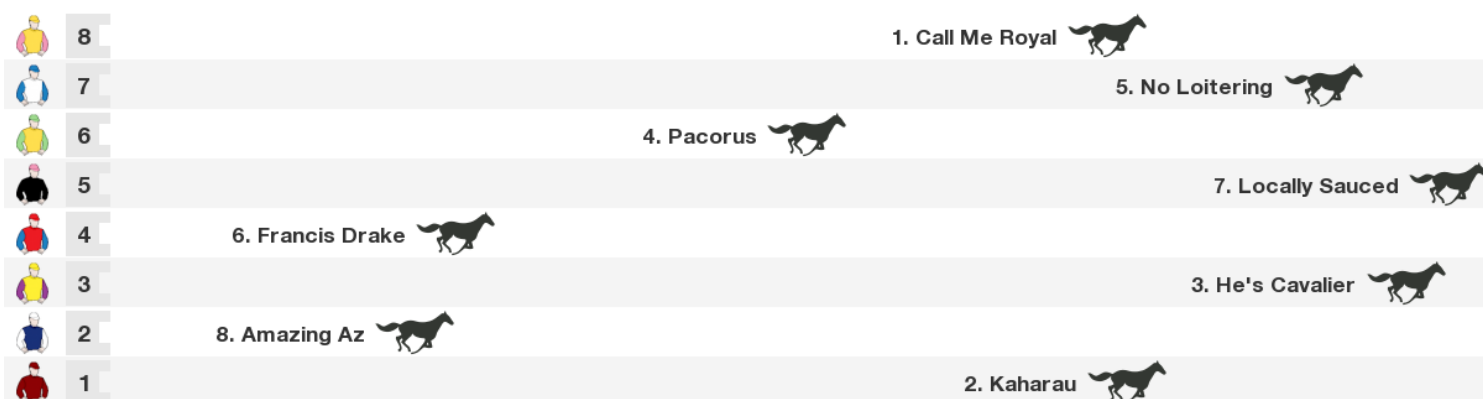 8 1. Call Me Royal
7 5. No Loitering
6 4. Pacorus
5 7. Locally Sauced
4 6. Francis Drake
3 3. He's Cavalier
2 8. Amazing Az
1 2. Kaharau